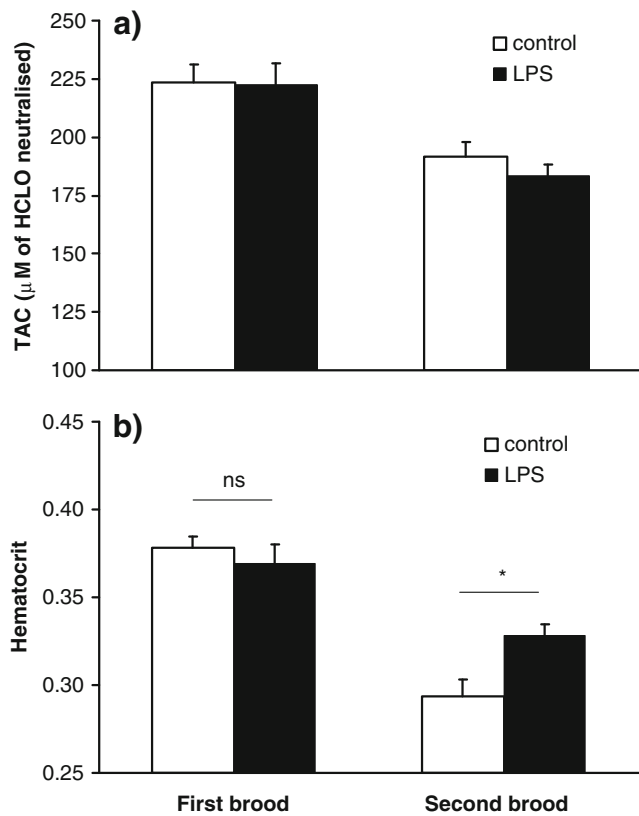 a)
control
LPS
TAC (μM of HCLO neutralised)
250
225
200
175
150
125
100
b)
control
LPS
Hematocrit
0.45
0.40
0.35
0.30
0.25
ns
*
First brood
Second brood